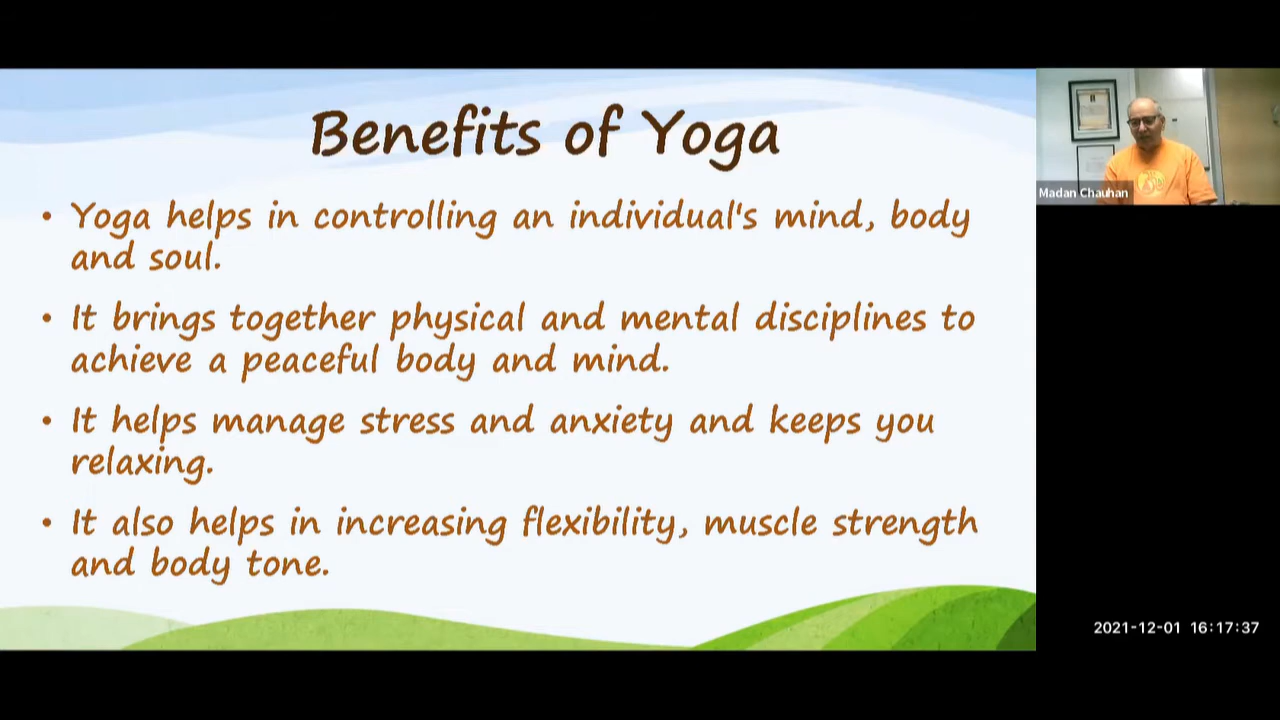 Benefits of Yoga
• Yoga helps in controlling an individual's mind, body
and soul.
• It brings together physical and mental disciplines to
achieve a peaceful body and mind.
• It helps manage stress and anxiety and keeps you
relaxing.
• It also helps in increasing flexibility, muscle strength
and body tone.
Madan Chauhan
2021-12-01 16:17:37